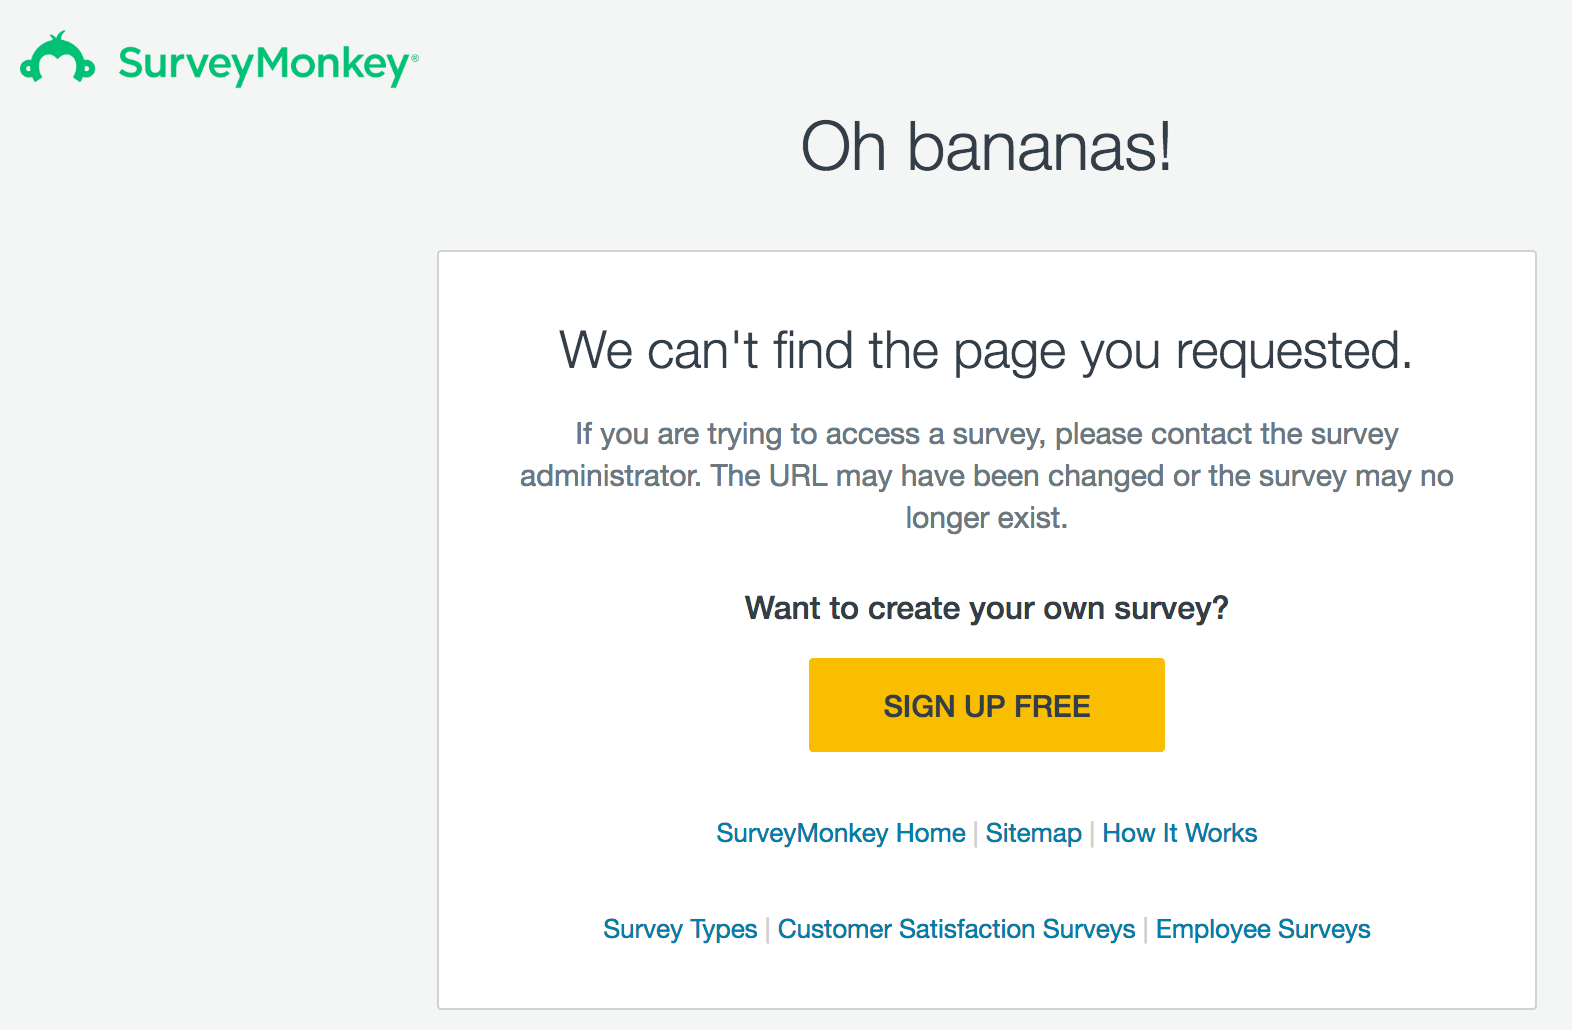 SurveyMonkey®
Oh bananas!
We can't find the page you requested.
If you are trying to access a survey, please contact the survey
administrator. The URL may have been changed or the survey may no
longer exist.
Want to create your own survey?
SIGN UP FREE
SurveyMonkey Home | Sitemap | How It Works
Survey Types | Customer Satisfaction Surveys | Employee Surveys